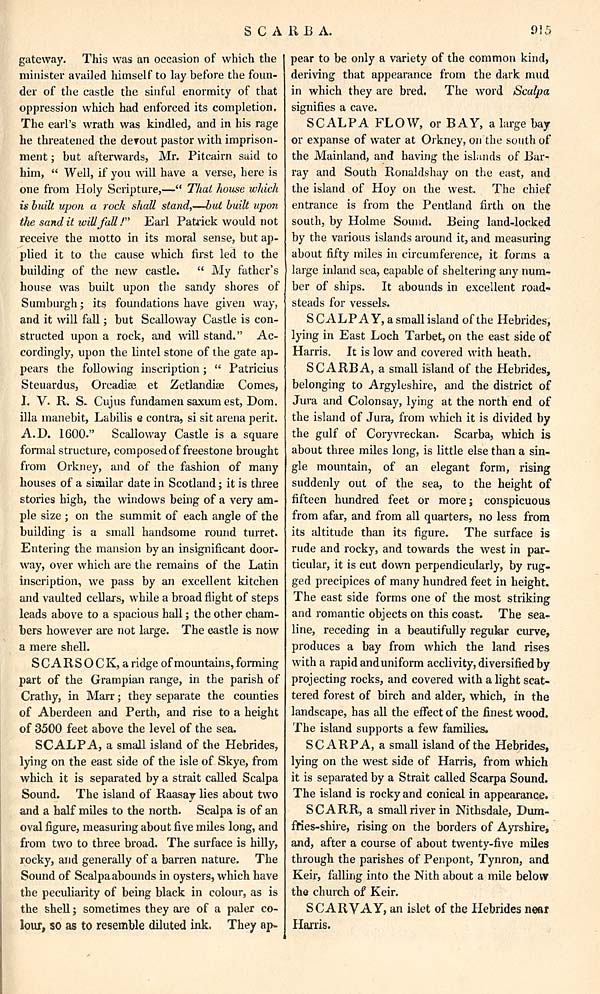 SCARBA.
915
gateway. This was an occasion of which the
minister availed himself to lay before the foun-
der of the castle the sinful enormity of that
oppression which had enforced its completion.
The earl's wrath was kindled, and in his rage
he threatened the devout pastor with imprison-
ment; but afterwards, Mr. Pitcairn said to
him, “ Well, if you will have a verse, here is
one from Holy Scripture,—“ That house which
is built upon a rock shall stand,—but built upon
the sand it will fall!” Earl Patrick would not
receive the motto in its moral sense, but ap-
plied it to the cause which first led to the
building of the new castle. “ My father's
house was built upon the sandy shores of
Sumburgh; its foundations have given way,
and it will fall; but Scalloway Castle is con-
structed upon a rock, and will stand.” Ac-
cordingly, upon the lintel stone of the gate ap-
pears the following inscription; “ Patricius
Steuardus, Orcadiæ et Zetlandiæ Comes,
I. V. R. S. Cujus fundamen saxum est, Dom.
illa manebit, Labilis e contra, si sit arena perit.
A.D. 1600.” Scalloway Castle is a square
formal structure, composed of freestone brought
from Orkney, and of the fashion of many
houses of a similar date in Scotland; it is three
stories high, the windows being of a very am-
ple size; on the summit of each angle of the
building is a small handsome round turret.
Entering the mansion by an insignificant door-
way, over which are the remains of the Latin
inscription, we pass by an excellent kitchen
and vaulted cellars, while a broad flight of steps
leads above to a spacious hall; the other cham-
bers however are not large. The castle is now
a mere shell.
SCARSOCK, a ridge of mountains, forming
part of the Grampian range, in the parish of
Crathy, in Marr; they separate the counties
of Aberdeen and Perth, and rise to a height
of 3500 feet above the level of the sea.
SCALPA, a small island of the Hebrides,
lying on the east side of the isle of Skye, from
which it is separated by a strait called Scalpa
Sound. The island of Raasay lies about two
and a half miles to the north. Scalpa is of an
oval figure, measuring about five miles long, and
from two to three broad. The surface is hilly,
rocky, and generally of a barren nature. The
Sound of Scalpa abounds in oysters, which have
the peculiarity of being black in colour, as is
the shell; sometimes they are of a paler co-
lour, so as to resemble diluted ink. They ap-
pear to be only a variety of the common kind,
deriving that appearance from the dark mud
in which they are bred. The word Scalpa
signifies a cave.
SCALPA FLOW, or BAY, a large bay
or expanse of water at Orkney, on the south of
the Mainland, and having the islands of Bar-
ray and South Ronaldshay on the east, and
the island of Hoy on the west. The chief
entrance is from the Pentland firth on the
south, by Holme Sound. Being land-locked
by the various islands around it, and measuring
about fifty miles in circumference, it forms a
large inland sea, capable of sheltering any num-
ber of ships. It abounds in excellent road-
steads for vessels.
SCALPAY, a small island of the Hebrides,
lying in East Loch Tarbet, on the east side of
Harris. It is low and covered with heath.
SCARBA, a small island of the Hebrides,
belonging to Argyleshire, and the district of
Jura and Colonsay, lying at the north end of
the island of Jura, from which it is divided by
the gulf of Coryvreckan. Scarba, which is
about three miles long, is little else than a sin-
gle mountain, of an elegant form, rising
suddenly out of the sea, to the height of
fifteen hundred feet or more; conspicuous
from afar, and from all quarters, no less from
its altitude than its figure. The surface is
rude and rocky, and towards the west in par-
ticular, it is cut down perpendicularly, by rug-
ged precipices of many hundred feet in height.
The east side forms one of the most striking
and romantic objects on this coast. The sea-
line, receding in a beautifully regular curve,
produces a bay from which the land rises
with a rapid and uniform acclivity, diversified by
projecting rocks, and covered with a light scat-
tered forest of birch and alder, which, in the
landscape, has all the effect of the finest wood.
The island supports a few families.
SCARPA, a small island of the Hebrides,
lying on the west side of Harris, from which
it is separated by a Strait called Scarpa Sound.
The island is rocky and conical in appearance.
SCARR, a small river in Nithsdale, Dum-
fries-shire, rising on the borders of Ayrshire,
and, after a course of about twenty-five miles
through the parishes of Penpont, Tynron, and
Keir, falling into the Nith about a mile below
the church of Keir.
SCARVAY, an islet of the Hebrides near
Harris.